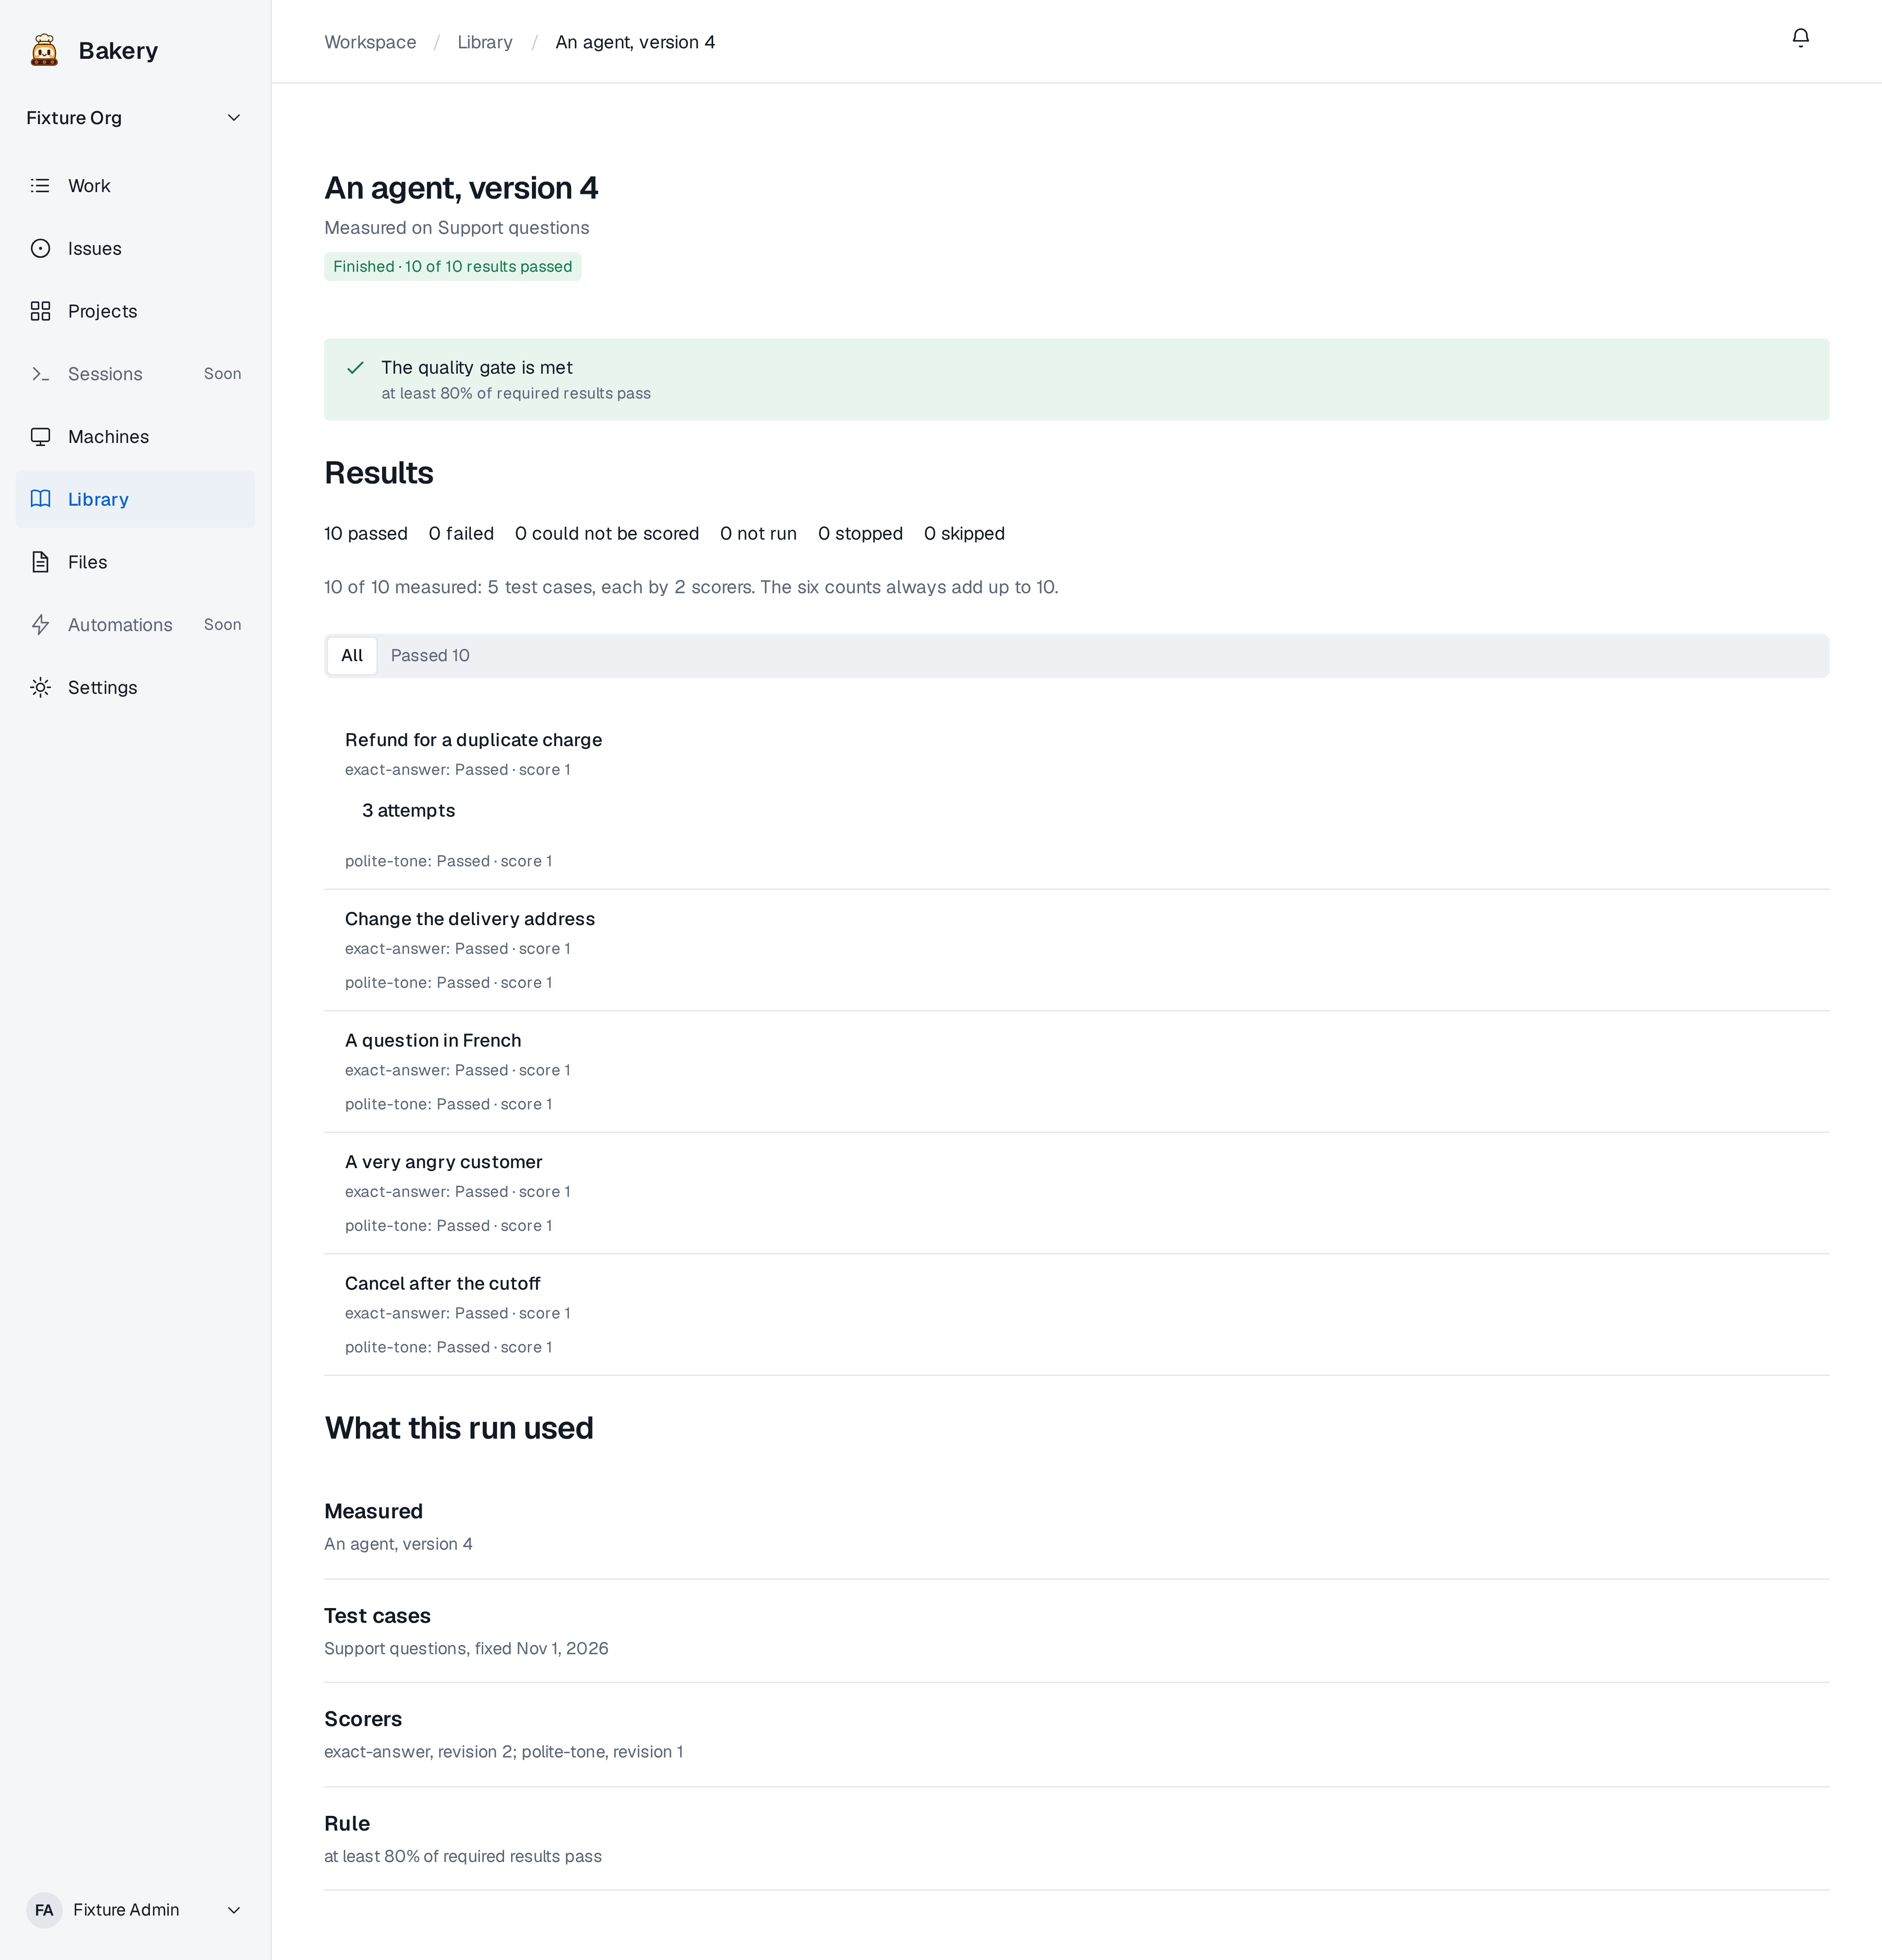 Bakery
Fixture Org
Work
Issues
Projects
Sessions Soon
Machines
Library
Files
Automations Soon
Settings
FA Fixture Admin
Workspace / Library / An agent, version 4
An agent, version 4
Measured on Support questions
Finished · 10 of 10 results passed
The quality gate is met
at least 80% of required results pass
Results
10 passed 0 failed 0 could not be scored 0 not run 0 stopped 0 skipped
10 of 10 measured: 5 test cases, each by 2 scorers. The six counts always add up to 10.
All Passed 10
Refund for a duplicate charge
exact-answer: Passed · score 1
3 attempts
polite-tone: Passed · score 1
Change the delivery address
exact-answer: Passed · score 1
polite-tone: Passed · score 1
A question in French
exact-answer: Passed · score 1
polite-tone: Passed · score 1
A very angry customer
exact-answer: Passed · score 1
polite-tone: Passed · score 1
Cancel after the cutoff
exact-answer: Passed · score 1
polite-tone: Passed · score 1
What this run used
Measured
An agent, version 4
Test cases
Support questions, fixed Nov 1, 2026
Scorers
exact-answer, revision 2; polite-tone, revision 1
Rule
at least 80% of required results pass